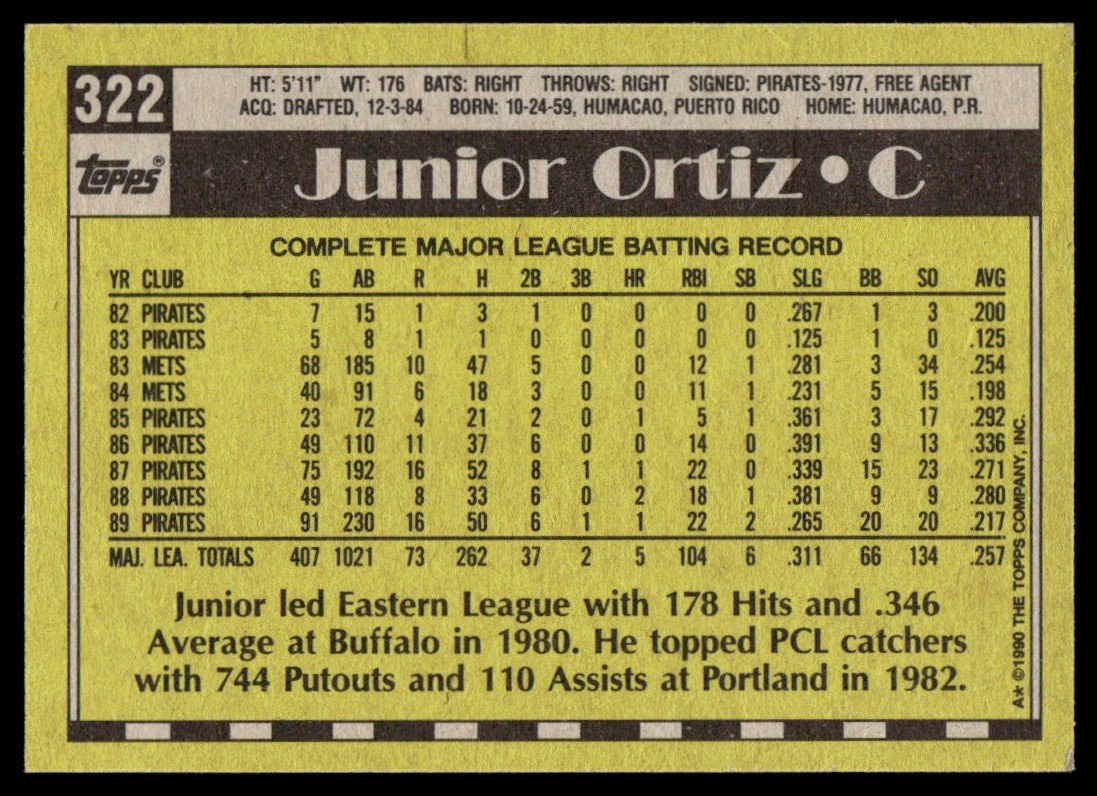 322
HT: 5'11" WT: 176 BATS: RIGHT THROWS: RIGHT SIGNED: PIRATES-1977, FREE AGENT
ACQ: DRAFTED, 12-3-84 BORN: 10-24-59, HUMACAO, PUERTO RICO HOME: HUMACAO, P.R.
Topps®
Junior Ortiz • C
COMPLETE MAJOR LEAGUE BATTING RECORD
YR CLUB G AB R H 2B 3B HR RBI SB SLG BB SO AVG
82 PIRATES 7 15 1 3 1 0 0 0 0 .267 1 3 .200
83 PIRATES 5 8 1 1 0 0 0 0 0 .125 1 0 .125
83 METS 68 185 10 47 5 0 0 12 1 .281 3 34 .254
84 METS 40 91 6 18 3 0 0 11 1 .231 5 15 .198
85 PIRATES 23 72 4 21 2 0 1 5 1 .361 3 17 .292
86 PIRATES 49 110 11 37 6 0 0 14 0 .391 9 13 .336
87 PIRATES 75 192 16 52 8 1 1 22 0 .339 15 23 .271
88 PIRATES 49 118 8 33 6 0 2 18 1 .381 9 9 .280
89 PIRATES 91 230 16 50 6 1 1 22 2 .265 20 20 .217
MAJ. LEA. TOTALS 407 1021 73 262 37 2 5 104 6 .311 66 134 .257
Junior led Eastern League with 178 Hits and .346
Average at Buffalo in 1980. He topped PCL catchers
with 744 Putouts and 110 Assists at Portland in 1982.
A* ©1990 THE TOPPS COMPANY, INC.